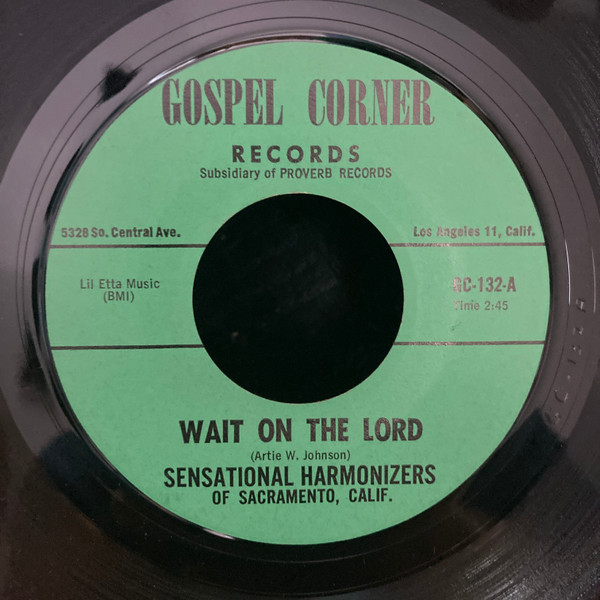 GOSPEL CORNER
RECORDS
Subsidiary of PROVERB RECORDS
5328 So. Central Ave.
Los Angeles 11, Calif.
Lil Etta Music
(BMI)
GC-132-A
Time 2:45
WAIT ON THE LORD
(Artie W. Johnson)
SENSATIONAL HARMONIZERS
OF SACRAMENTO, CALIF.